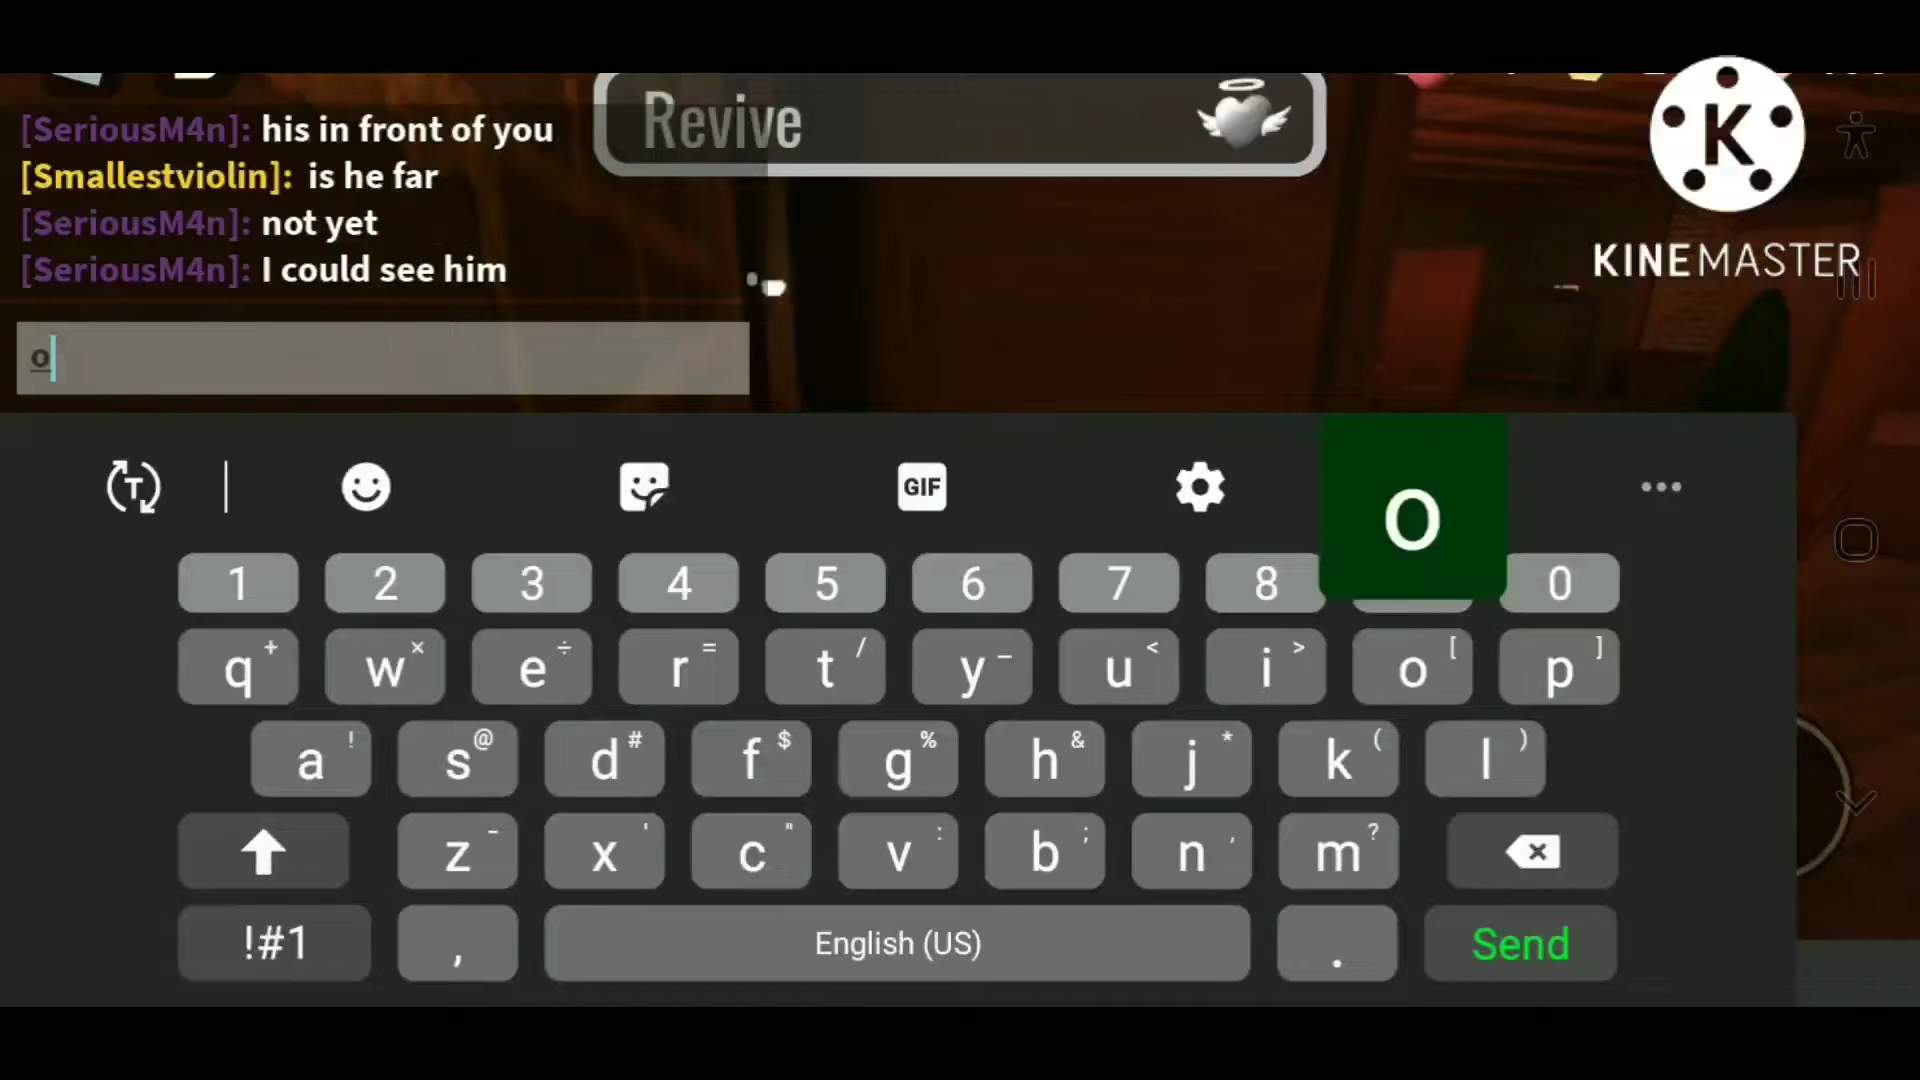 Revive
[SeriousM4n]: his in front of you
[Smallestviolin]: is he far
[SeriousM4n]: not yet
[SeriousM4n]: I could see him
o
K
KINEMASTER
T
GIF
o
1 2 3 4 5 6 7 8 0
q + w × e ÷ r = t / y _ u < i > o [ p ]
a ! s @ d # f $ g % h & j * k ( l )
z - x ' c " v : b ; n , m ?
!#1 , English (US) . Send